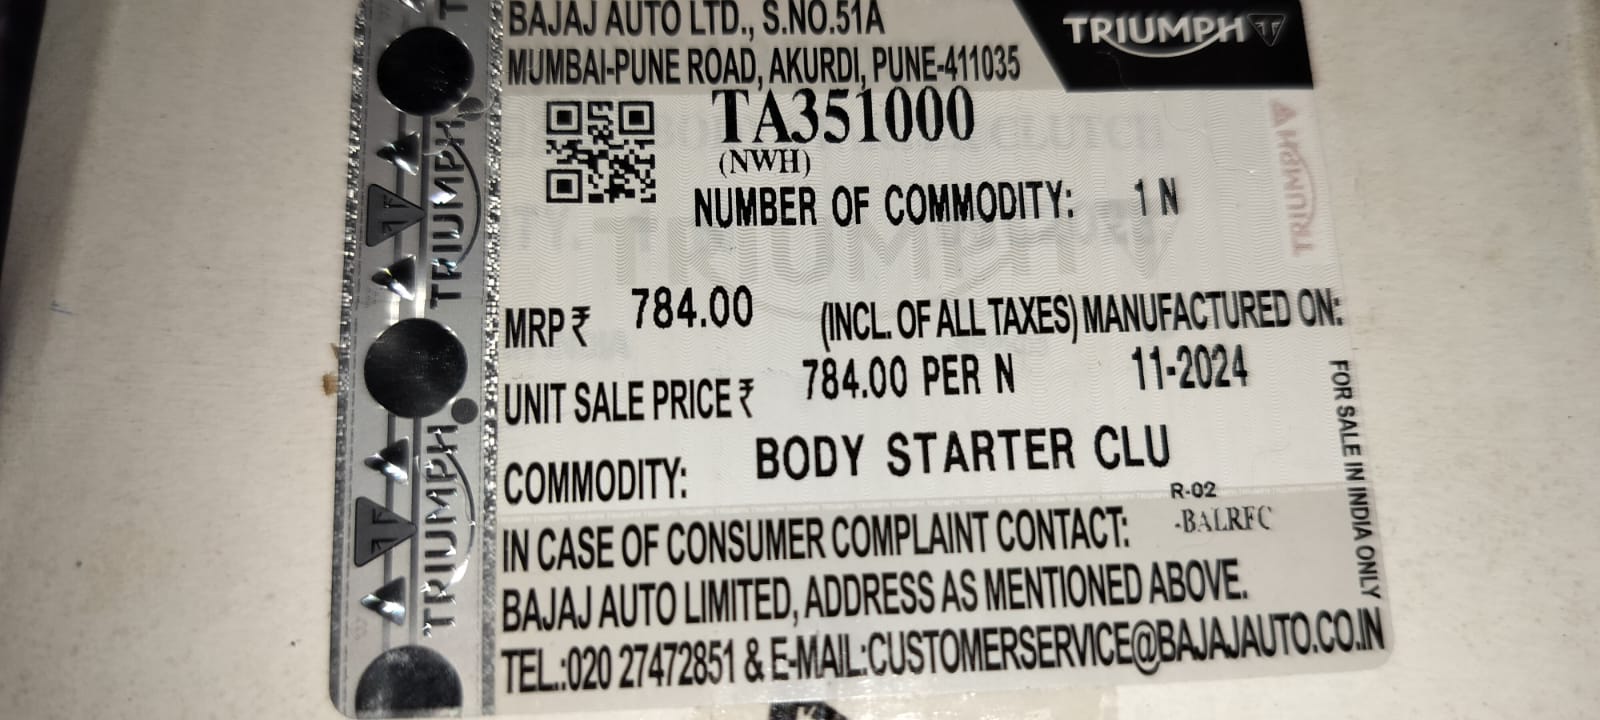 BAJAJ AUTO LTD., S.NO.51A
MUMBAI-PUNE ROAD, AKURDI, PUNE-411035
TRIUMPH
TA351000
(NWH)
NUMBER OF COMMODITY: 1 N
MRP ₹ 784.00 (INCL. OF ALL TAXES) MANUFACTURED ON:
UNIT SALE PRICE ₹ 784.00 PER N 11-2024
COMMODITY: BODY STARTER CLU
R-02
IN CASE OF CONSUMER COMPLAINT CONTACT: -BALRFC
BAJAJ AUTO LIMITED, ADDRESS AS MENTIONED ABOVE.
TEL.:020 27472851 & E-MAIL:CUSTOMERSERVICE@BAJAJAUTO.CO.IN
FOR SALE IN INDIA ONLY
TRIUMPH
TRIUMPH
TRIUMPH
TRIUMPH